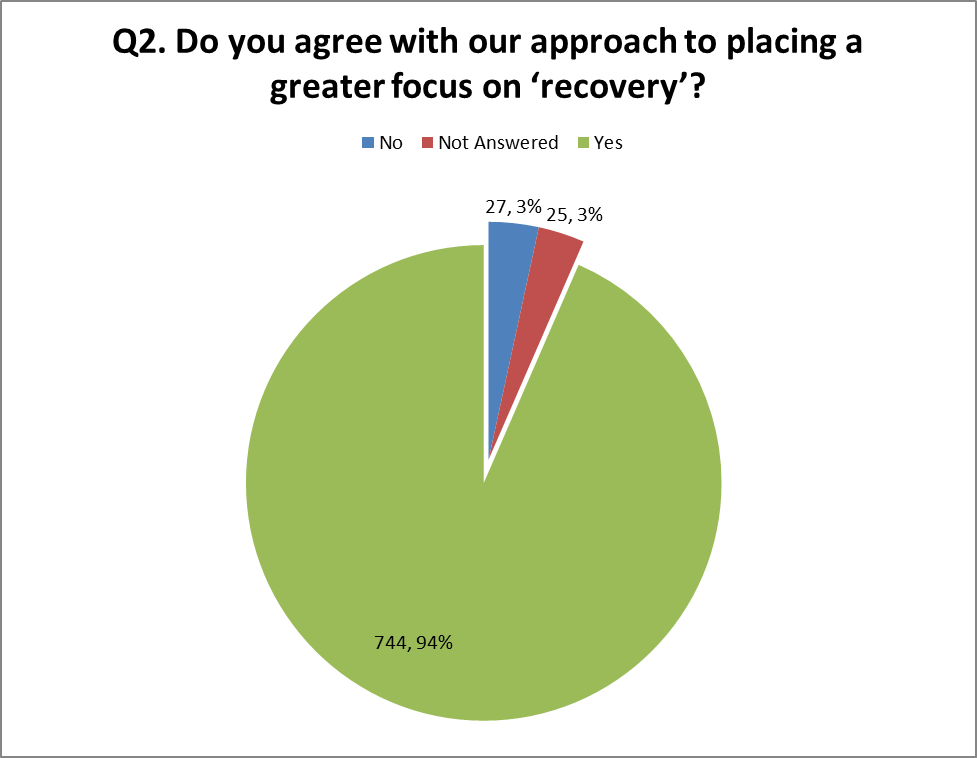 Q2. Do you agree with our approach to placing a
greater focus on ‘recovery’?
No Not Answered Yes
27, 3%
25, 3%
744, 94%